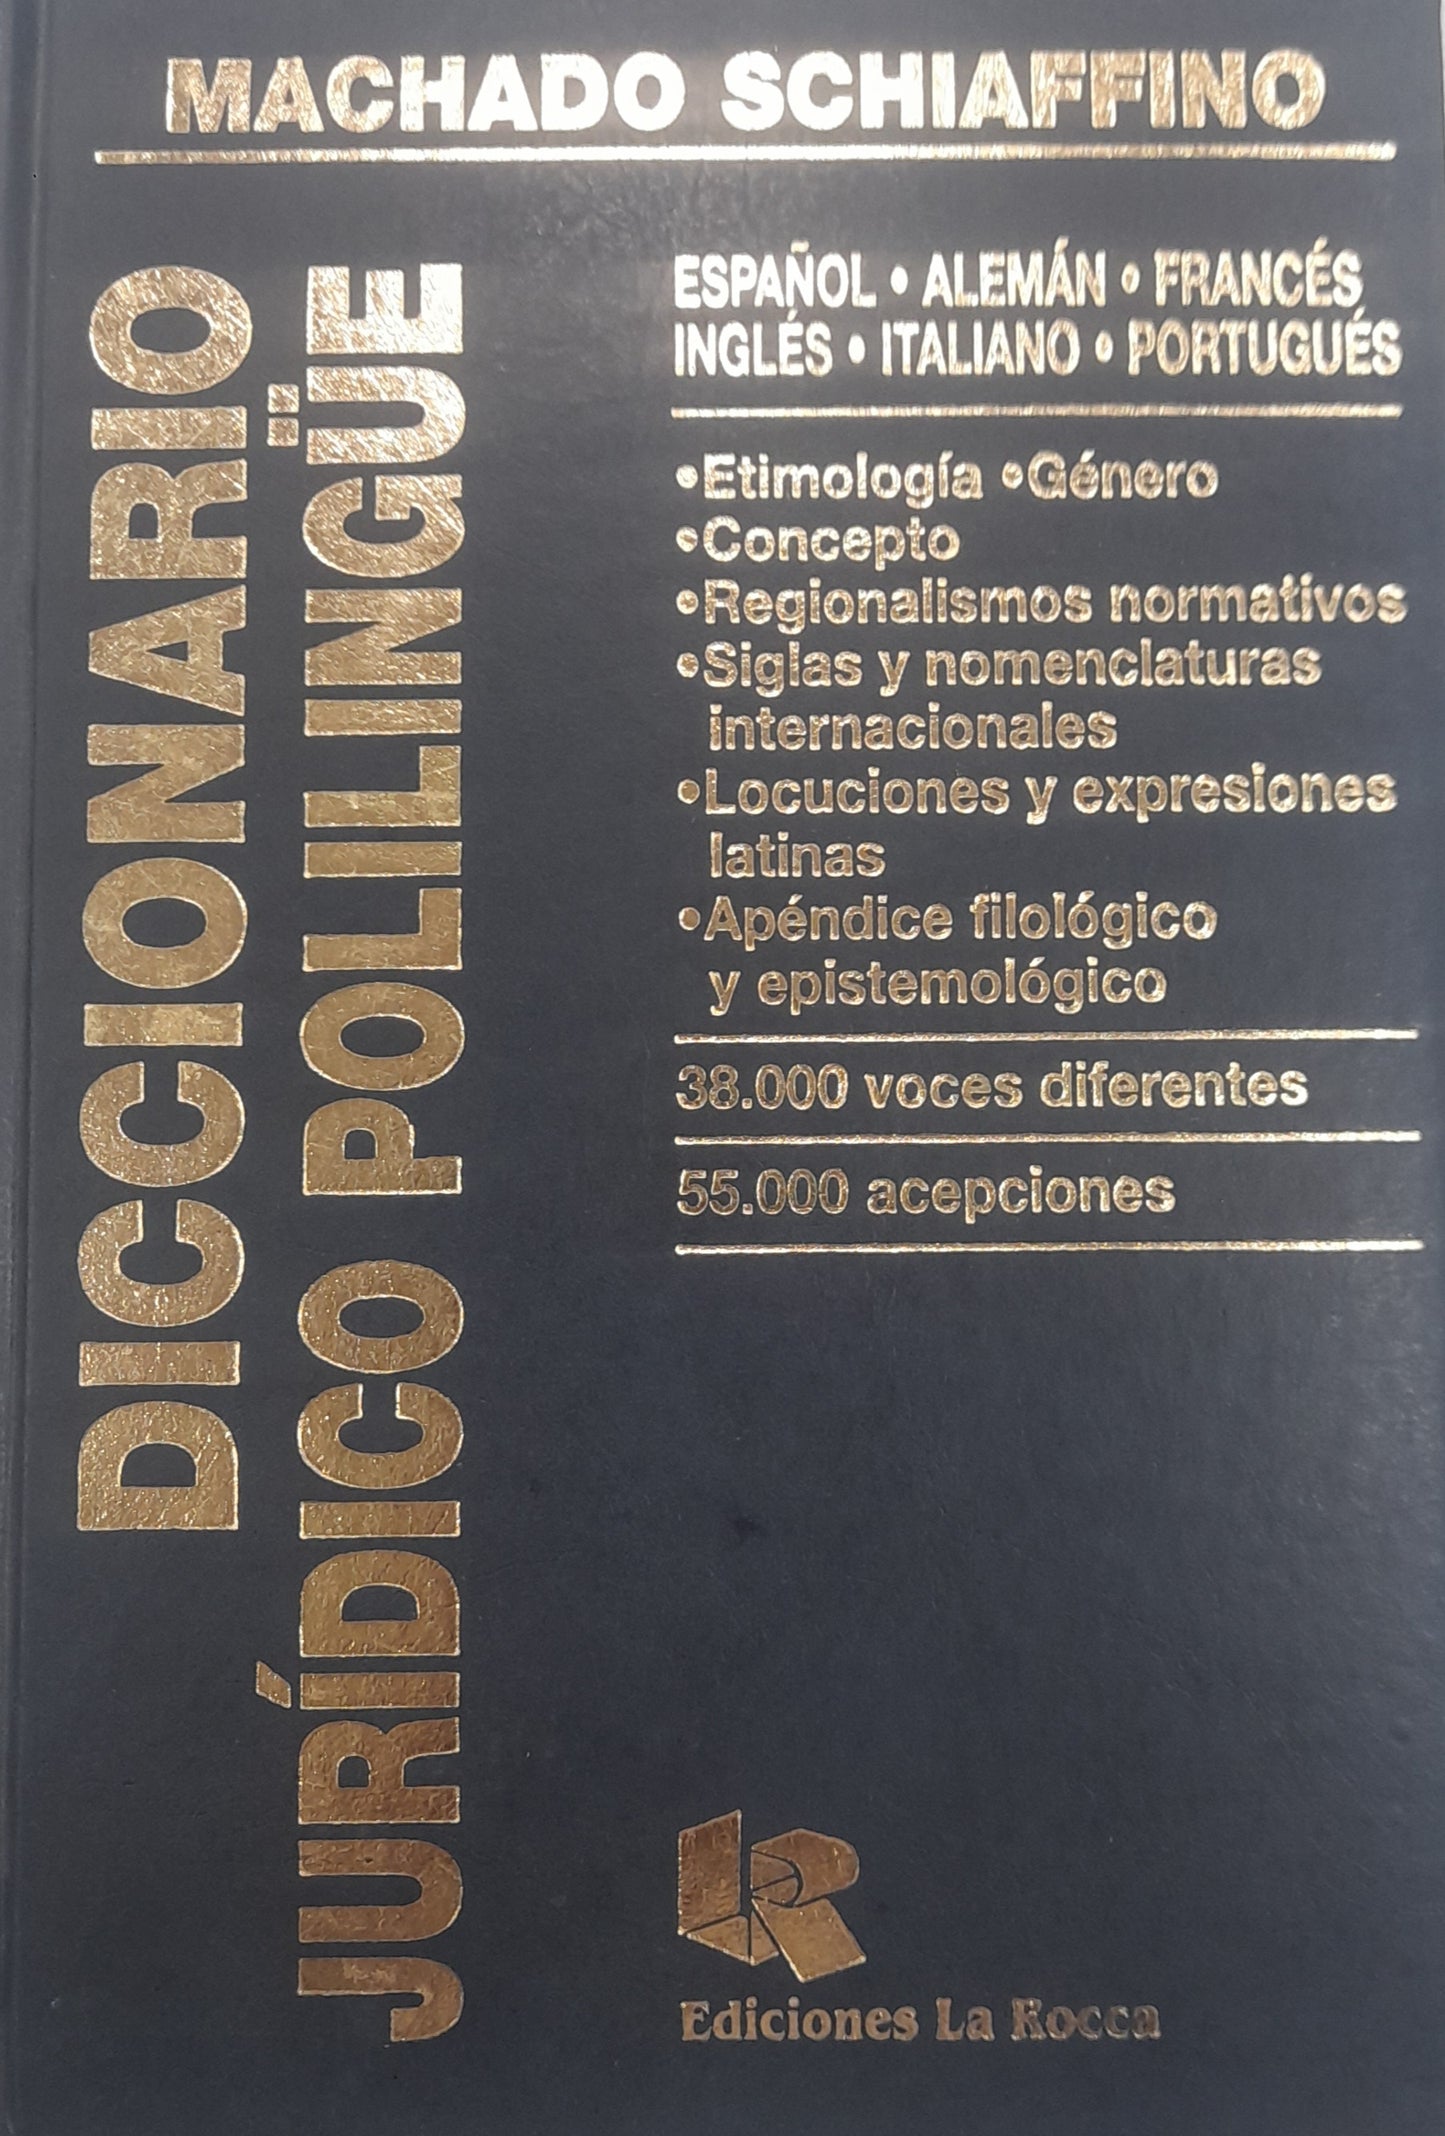 MACHADO SCHIAFFINO
DICCIONARIO
JURÍDICO POLILINGÜE
ESPAÑOL • ALEMÁN • FRANCÉS
INGLÉS • ITALIANO • PORTUGUÉS
•Etimología •Género
•Concepto
•Regionalismos normativos
•Siglas y nomenclaturas
internacionales
•Locuciones y expresiones
latinas
•Apéndice filológico
y epistemológico
38.000 voces diferentes
55.000 acepciones
LR
Ediciones La Rocca